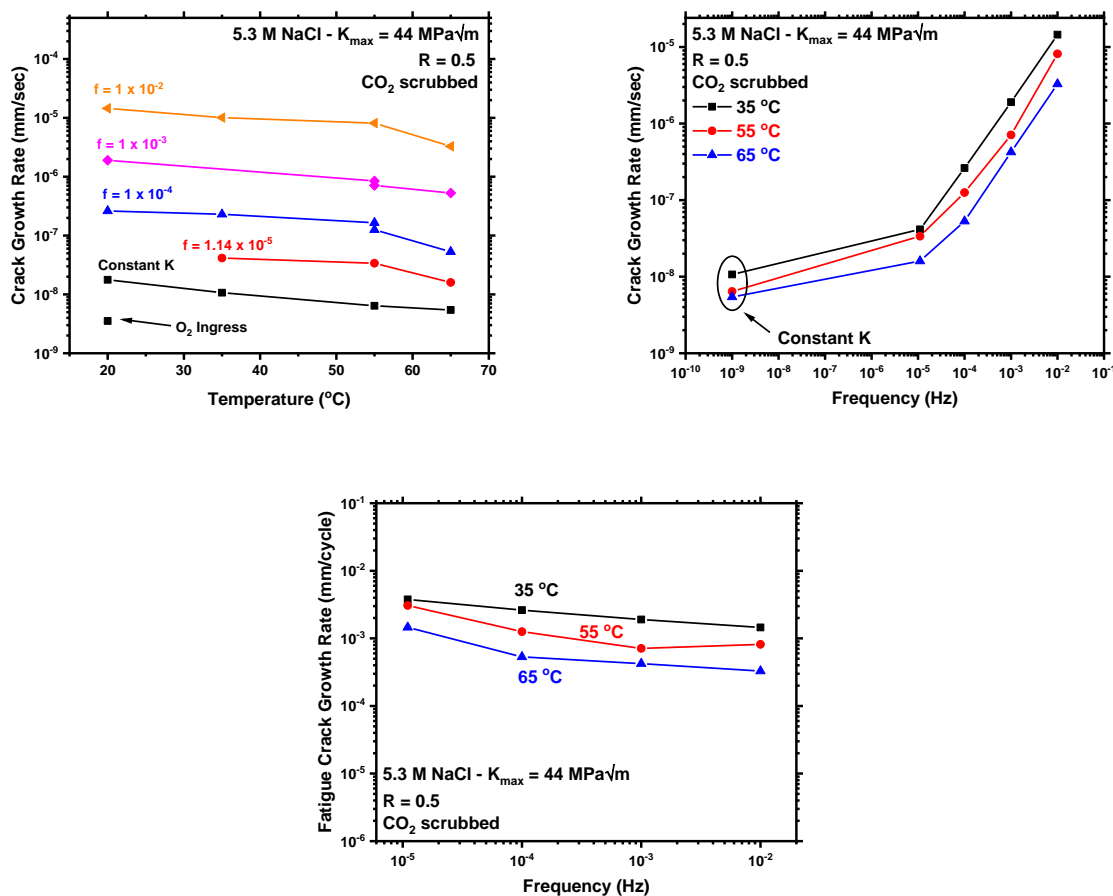 5.3 M NaCl - Kmax = 44 MPa√m
R = 0.5
CO2 scrubbed
f = 1 x 10-2
f = 1 x 10-3
f = 1 x 10-4
f = 1.14 x 10-5
Constant K
O2 Ingress
10-4
10-5
10-6
10-7
10-8
10-9
20 30 40 50 60 70
Crack Growth Rate (mm/sec)
Temperature (oC)
5.3 M NaCl - Kmax = 44 MPa√m
R = 0.5
CO2 scrubbed
35 oC
55 oC
65 oC
Constant K
10-5
10-6
10-7
10-8
10-9
10-10 10-9 10-8 10-7 10-6 10-5 10-4 10-3 10-2 10-1
Crack Growth Rate (mm/sec)
Frequency (Hz)
10-1
10-2
10-3
10-4
10-5
10-6
35 oC
55 oC
65 oC
5.3 M NaCl - Kmax = 44 MPa√m
R = 0.5
CO2 scrubbed
10-5 10-4 10-3 10-2
Fatigue Crack Growth Rate (mm/cycle)
Frequency (Hz)